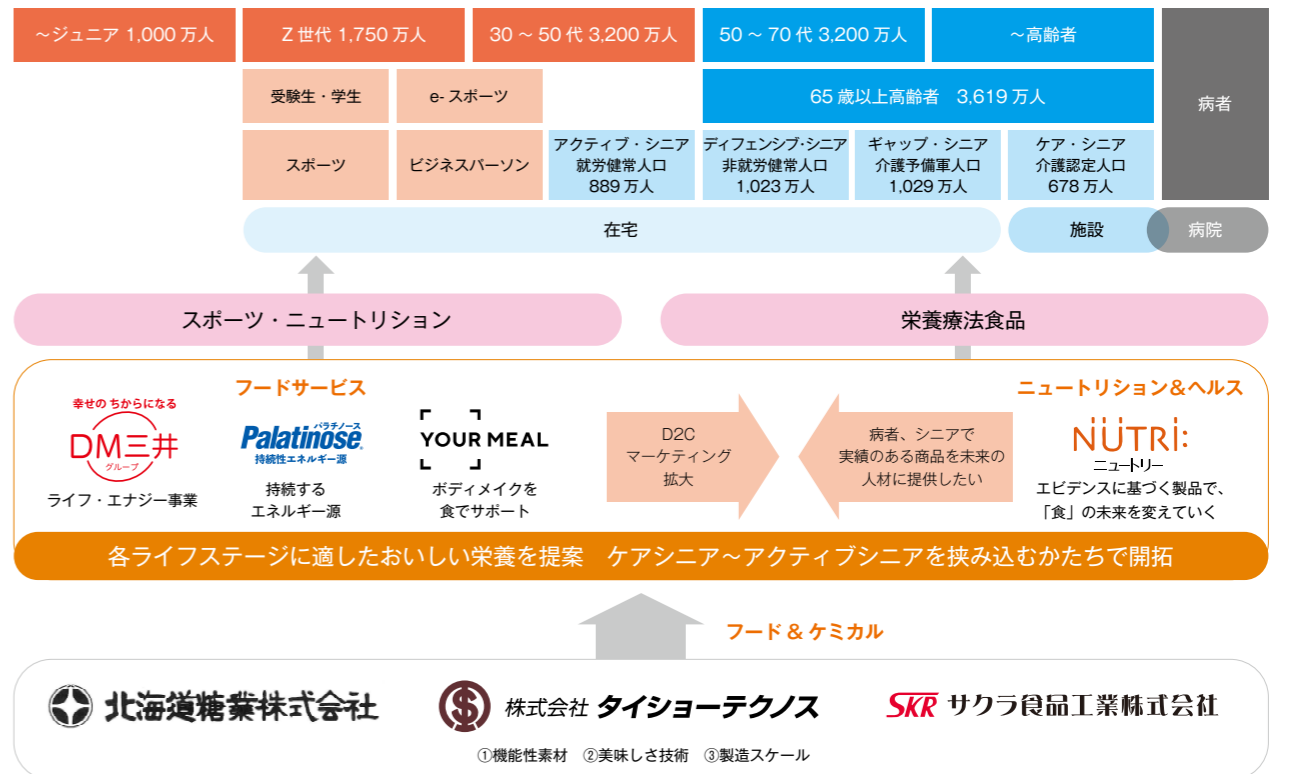 ～ジュニア 1,000 万人
Z 世代 1,750 万人
30 ～ 50 代 3,200 万人
50 ～ 70 代 3,200 万人
～高齢者
病者
受験生・学生
e- スポーツ
65 歳以上高齢者　3,619 万人
スポーツ
ビジネスパーソン
アクティブ・シニア
就労健常人口
889 万人
ディフェンシブ・シニア
非就労健常人口
1,023 万人
ギャップ・シニア
介護予備軍人口
1,029 万人
ケア・シニア
介護認定人口
678 万人
在宅
施設
病院
スポーツ・ニュートリション
栄養療法食品
幸せの ちからになる
DM三井
グループ
ライフ・エナジー事業
フードサービス
パラチノース
Palatinose
持続性エネルギー源
持続する
エネルギー源
YOUR MEAL
ボディメイクを
食でサポート
D2C
マーケティング
拡大
病者、シニアで
実績のある商品を未来の
人材に提供したい
ニュートリション&ヘルス
NUTRI:
ニュートリー
エビデンスに基づく製品で、
「食」の未来を変えていく
各ライフステージに適したおいしい栄養を提案　ケアシニア～アクティブシニアを挟み込むかたちで開拓
フード & ケミカル
北海道糖業株式会社
株式会社 タイショーテクノス
SKR サクラ食品工業株式会社
①機能性素材　②美味しさ技術　③製造スケール